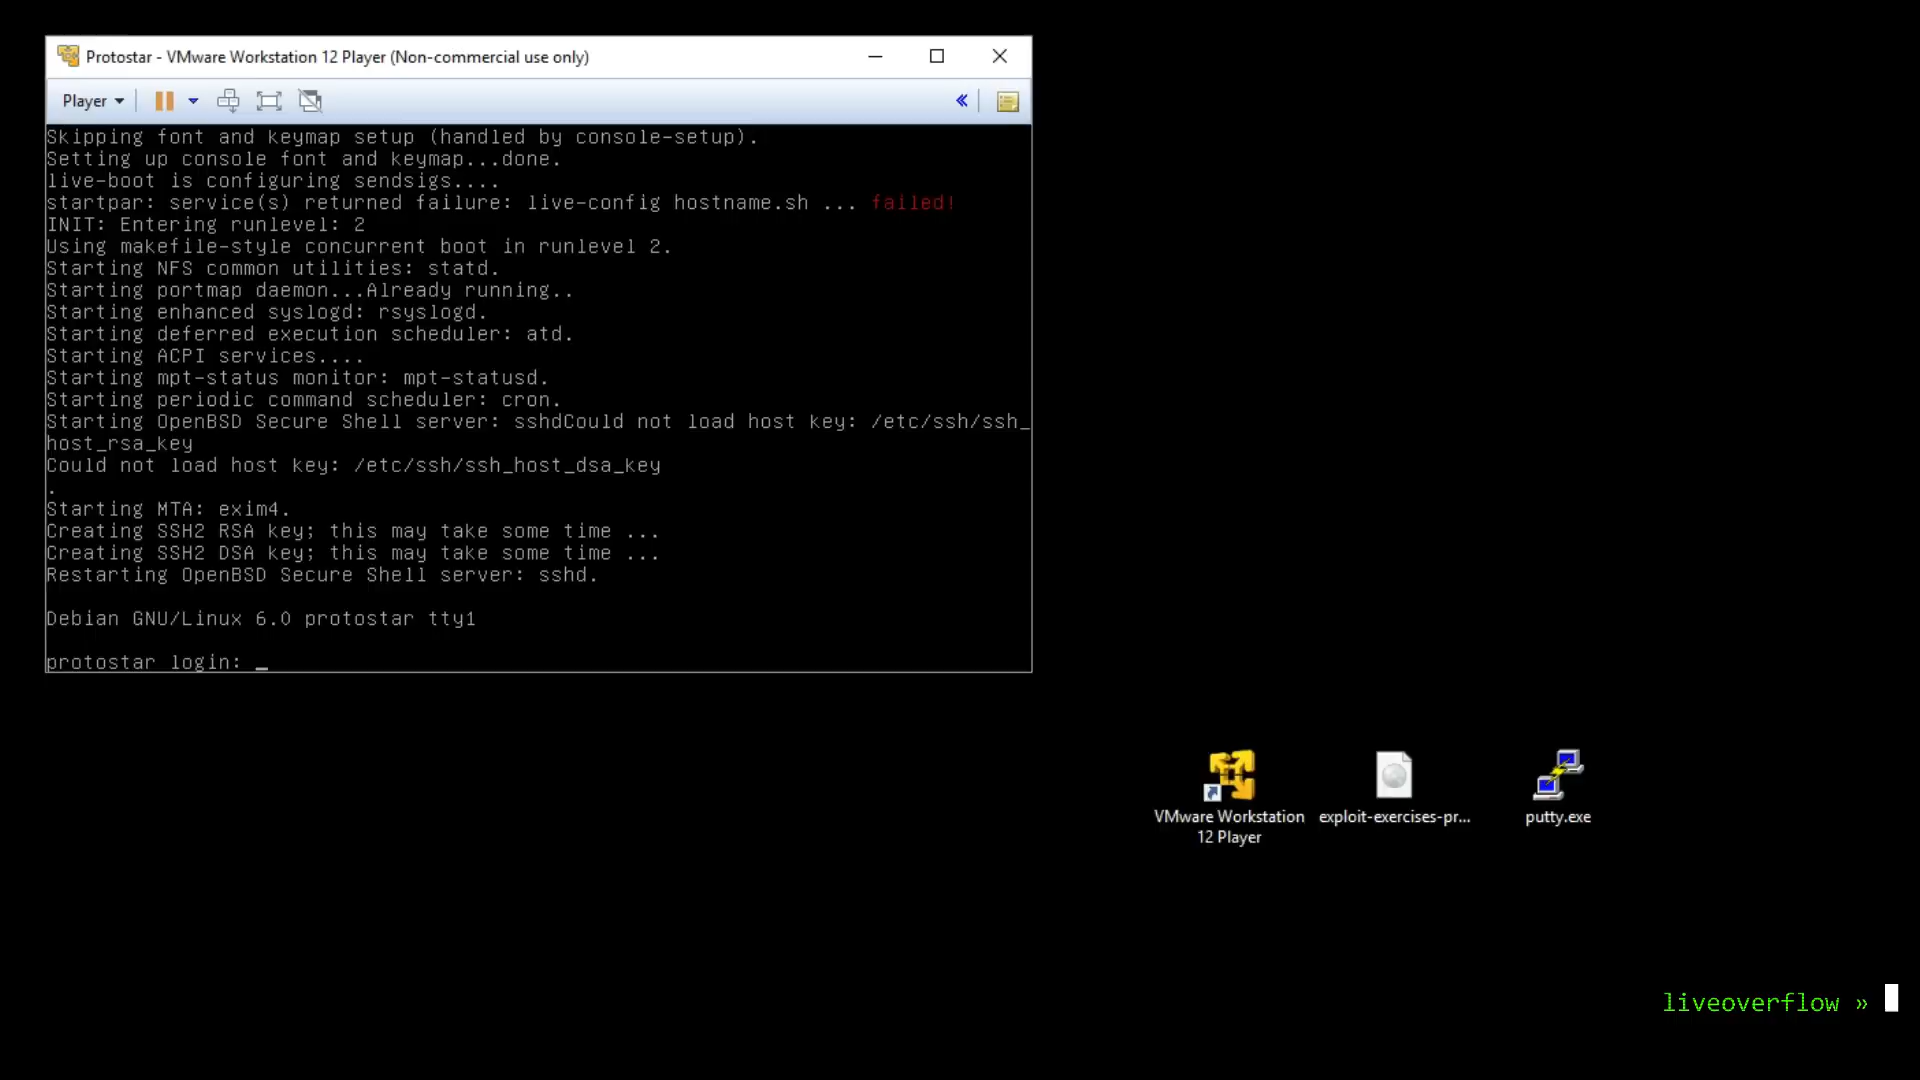 Protostar - VMware Workstation 12 Player (Non-commercial use only)
Player
Skipping font and keymap setup (handled by console-setup).
Setting up console font and keymap...done.
live-boot is configuring sendsigs....
startpar: service(s) returned failure: live-config hostname.sh ... failed!
INIT: Entering runlevel: 2
Using makefile-style concurrent boot in runlevel 2.
Starting NFS common utilities: statd.
Starting portmap daemon...Already running..
Starting enhanced syslogd: rsyslogd.
Starting deferred execution scheduler: atd.
Starting ACPI services....
Starting mpt-status monitor: mpt-statusd.
Starting periodic command scheduler: cron.
Starting OpenBSD Secure Shell server: sshdCould not load host key: /etc/ssh/ssh_
host_rsa_key
Could not load host key: /etc/ssh/ssh_host_dsa_key
.
Starting MTA: exim4.
Creating SSH2 RSA key; this may take some time ...
Creating SSH2 DSA key; this may take some time ...
Restarting OpenBSD Secure Shell server: sshd.
Debian GNU/Linux 6.0 protostar tty1
protostar login: _
VMware Workstation
12 Player
exploit-exercises-pr...
putty.exe
liveoverflow »